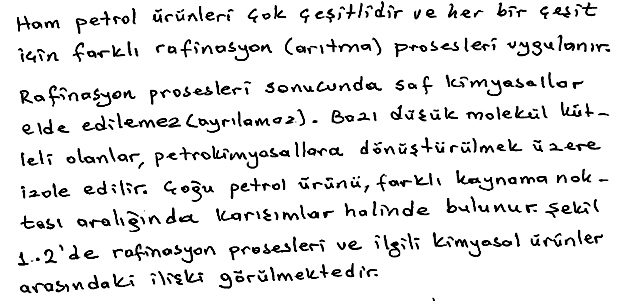 Ham petrol ürünleri çok çeşitlidir ve her bir çeşit
için farklı rafinasyon (arıtma) prosesleri uygulanır.
Rafinasyon prosesleri sonucunda saf kimyasallar
elde edilemez (ayrılamaz). Bazı düşük molekül küt-
leli olanlar, petrokimyasallara dönüştürülmek üzere
izole edilir. Çoğu petrol ürünü, farklı kaynama nok-
tası aralığında karışımlar halinde bulunur. Şekil
1.2'de rafinasyon prosesleri ve ilgili kimyasal ürünler
arasındaki ilişki görülmektedir.